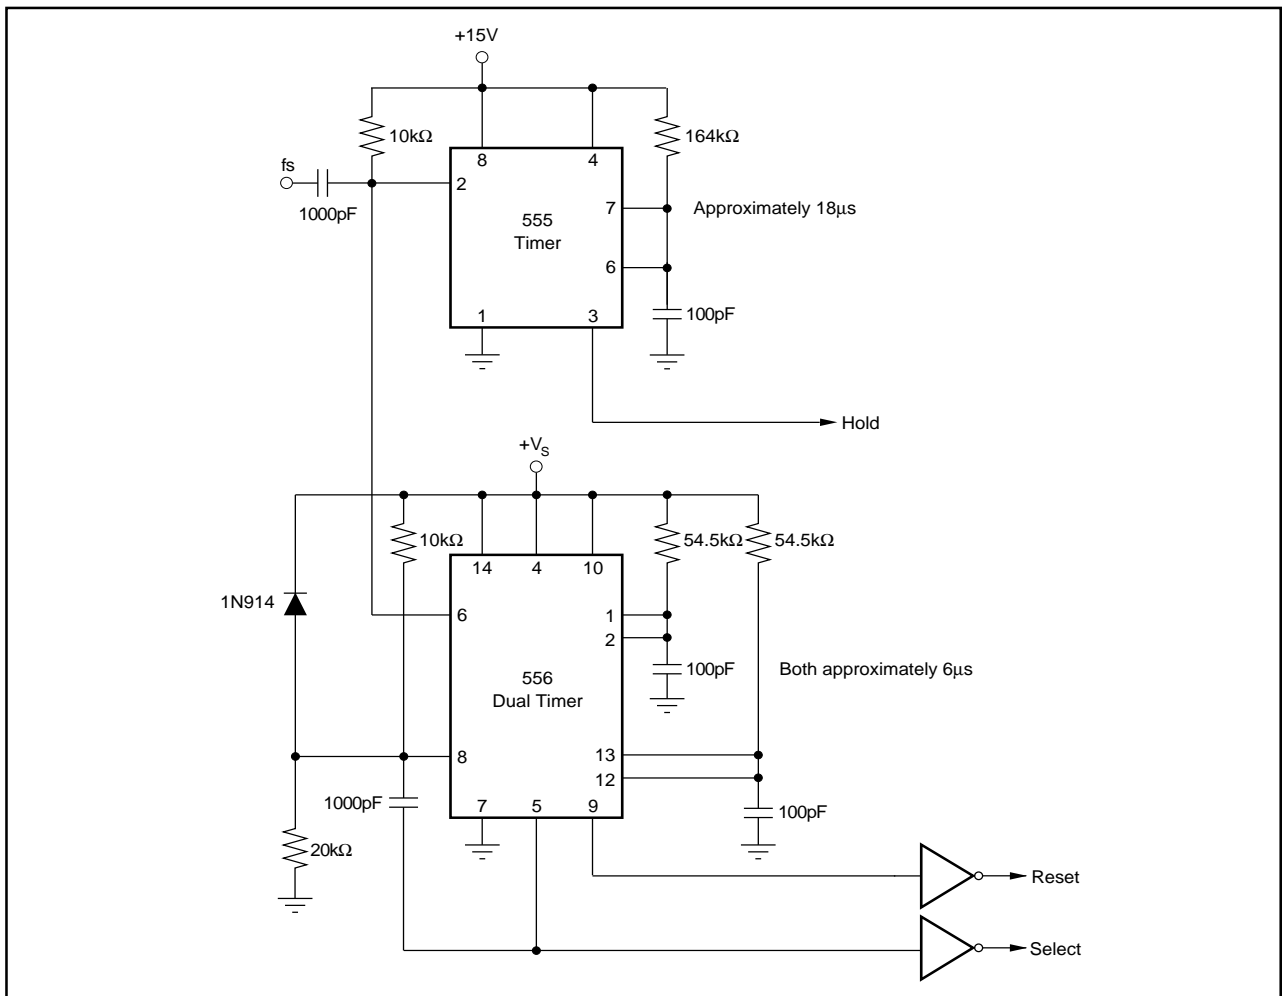 +15V
10kΩ
8
4
164kΩ
fs
2
1000pF
555
Timer
7
Approximately 18μs
6
1
3
100pF
Hold
+VS
10kΩ
54.5kΩ
54.5kΩ
14
4
10
1N914
6
1
2
556
Dual Timer
100pF
Both approximately 6μs
8
13
12
1000pF
7
5
9
100pF
20kΩ
Reset
Select